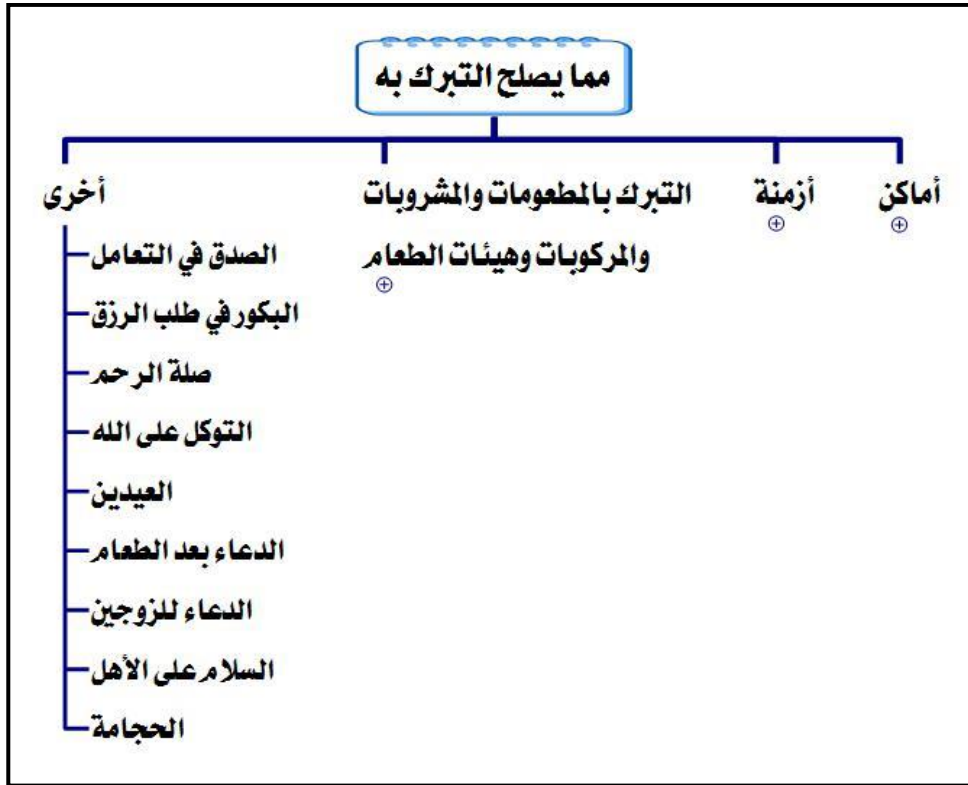 مما يصلح التبرك به
أماكن
أزمنة
التبرك بالمطعومات والمشروبات
والمركوبات وهيئات الطعام
أخرى
الصدق في التعامل
البكور في طلب الرزق
صلة الرحم
التوكل على الله
العيدين
الدعاء بعد الطعام
الدعاء للزوجين
السلام على الأهل
الحجامة